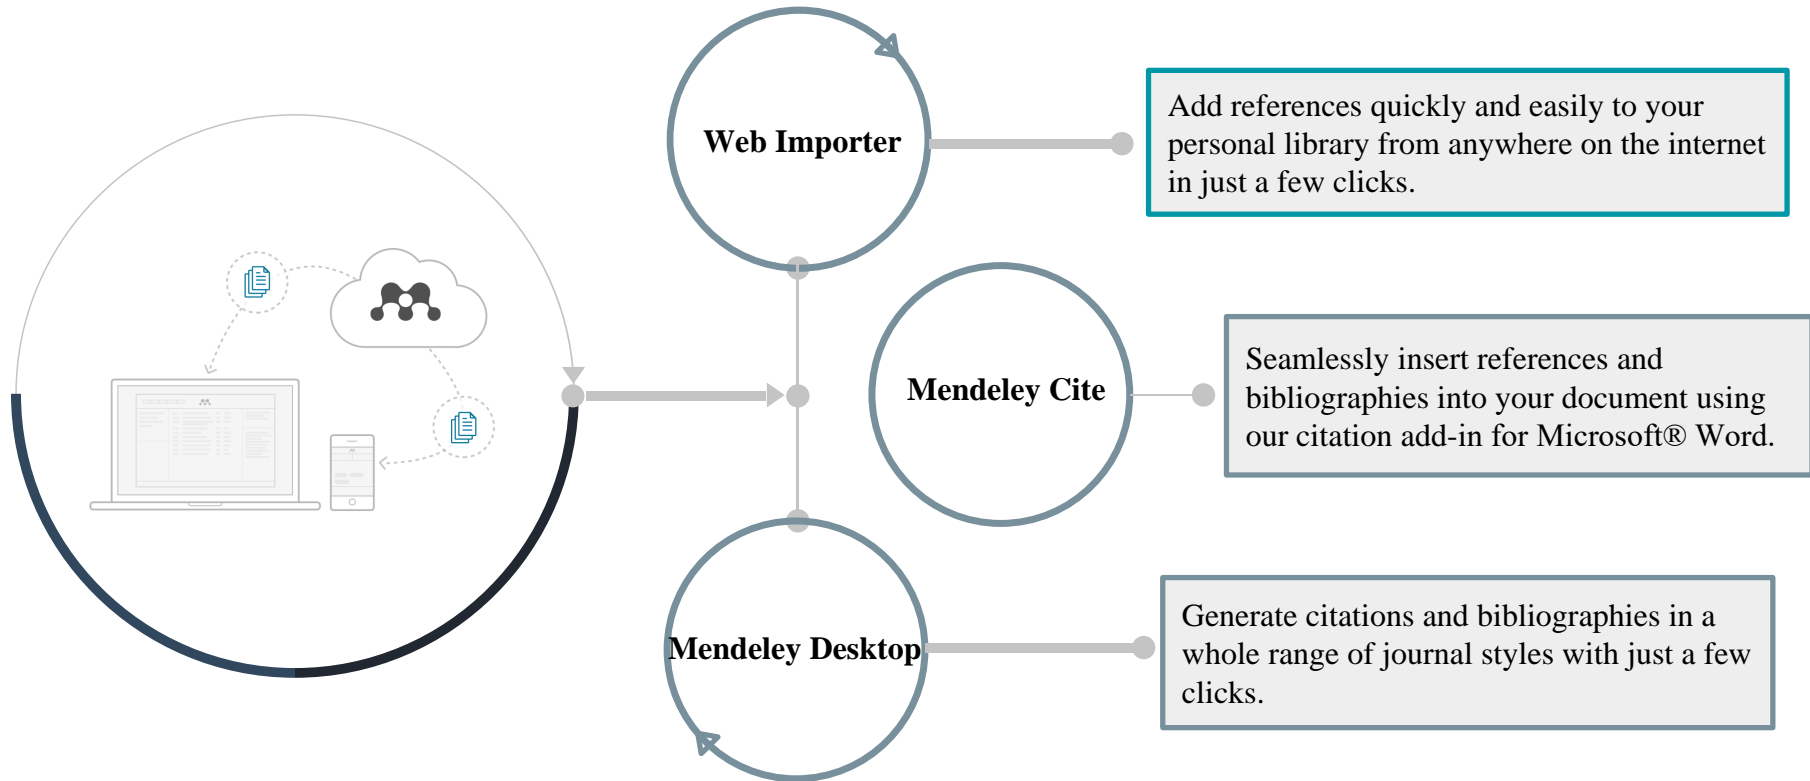 Web Importer
Add references quickly and easily to your
personal library from anywhere on the internet
in just a few clicks.
Mendeley Cite
Seamlessly insert references and
bibliographies into your document using
our citation add-in for Microsoft® Word.
Mendeley Desktop
Generate citations and bibliographies in a
whole range of journal styles with just a few
clicks.